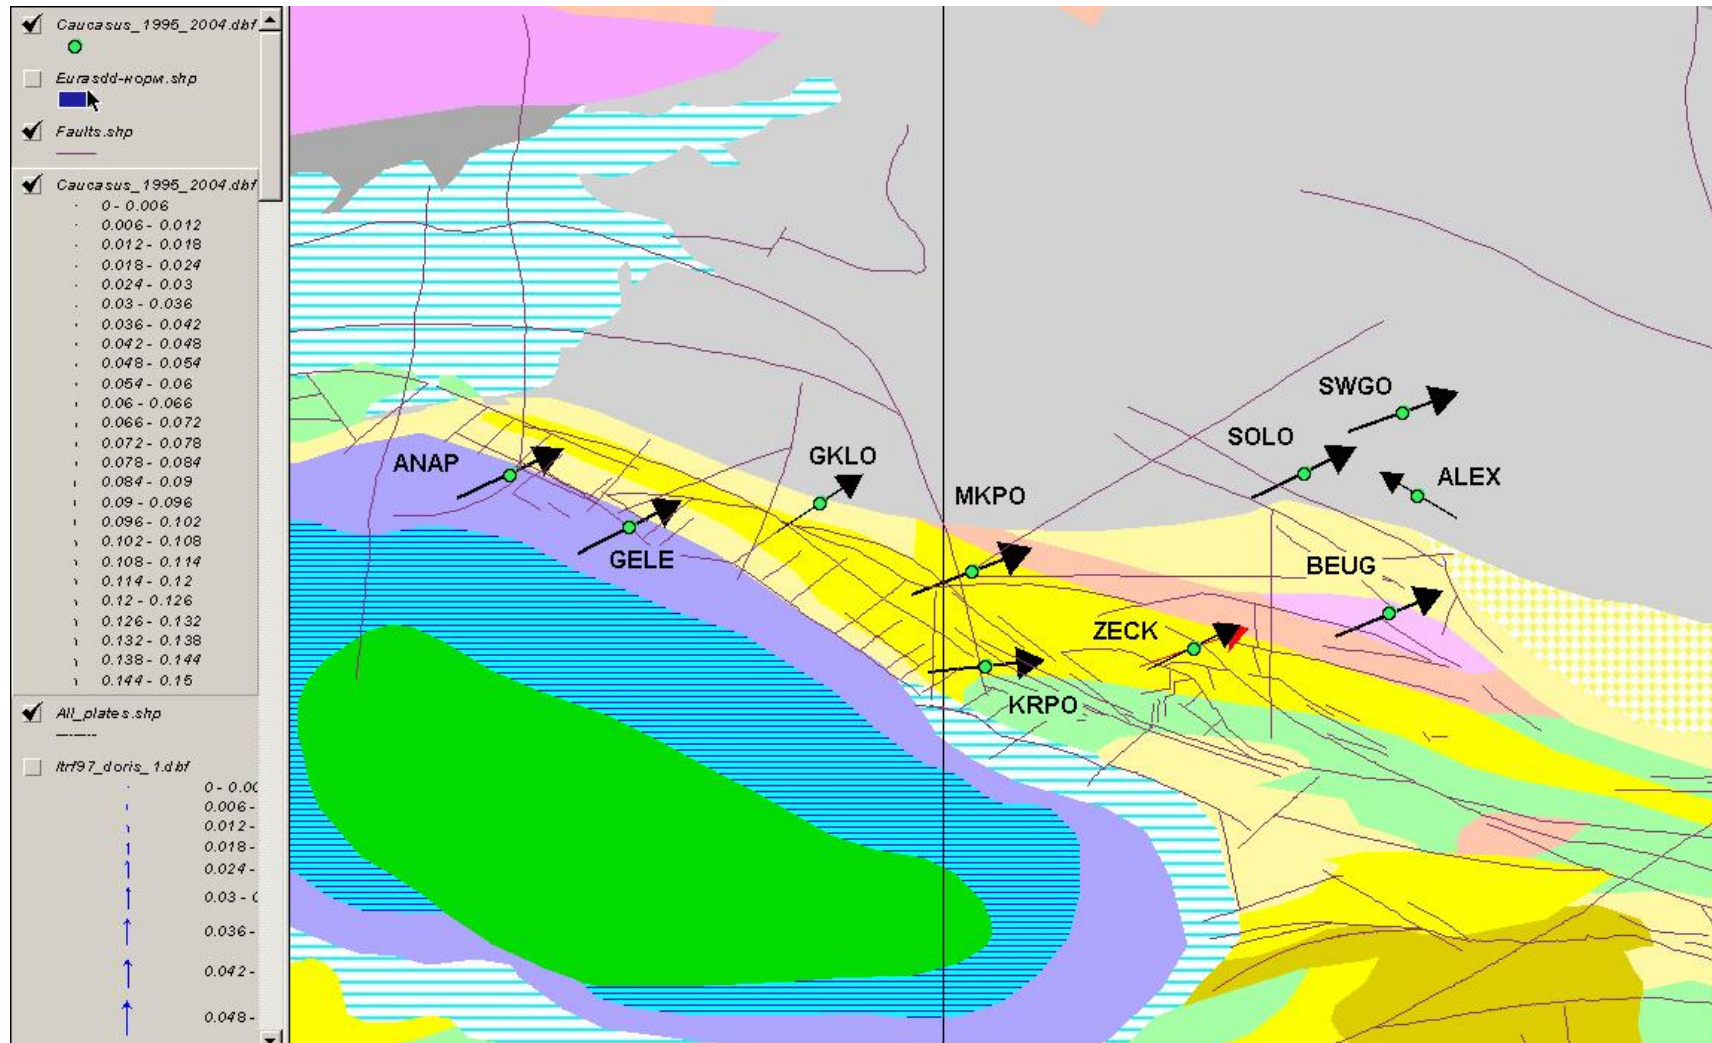 Caucasus_1995_2004.dbf
Eurasdd-норм.shp
Faults.shp
Caucasus_1995_2004.dbf
0 - 0.006
0.006 - 0.012
0.012 - 0.018
0.018 - 0.024
0.024 - 0.03
0.03 - 0.036
0.036 - 0.042
0.042 - 0.048
0.048 - 0.054
0.054 - 0.06
0.06 - 0.066
0.066 - 0.072
0.072 - 0.078
0.078 - 0.084
0.084 - 0.09
0.09 - 0.096
0.096 - 0.102
0.102 - 0.108
0.108 - 0.114
0.114 - 0.12
0.12 - 0.126
0.126 - 0.132
0.132 - 0.138
0.138 - 0.144
0.144 - 0.15
All_plates.shp
Itrf97_doris_1.dbf
0 - 0.00
0.006 -
0.012 -
0.018 -
0.024 -
0.03 - 0
0.036 -
0.042 -
0.048 -
SWGO
SOLO
ANAP
GKLO
ALEX
MKPO
GELE
BEUG
ZECK
KRPO